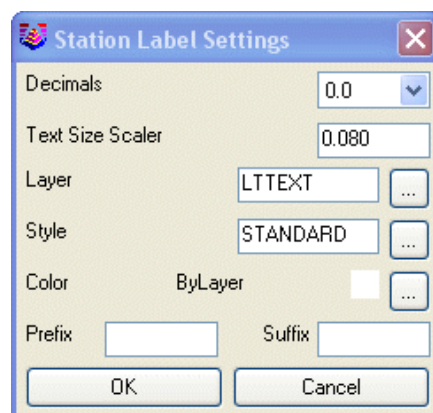 Station Label Settings
Decimals 0.0
Text Size Scaler 0.080
Layer LTTEXT ...
Style STANDARD ...
Color ByLayer ...
Prefix Suffix
OK Cancel